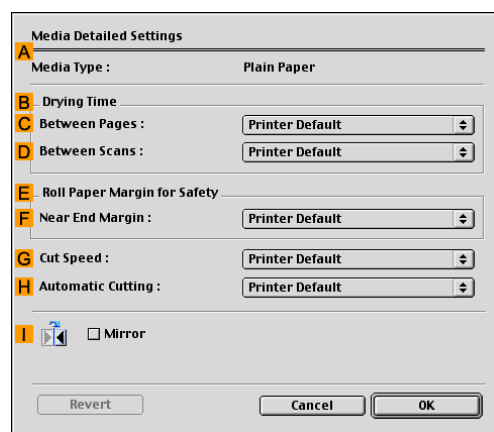 Media Detailed Settings
A
Media Type : Plain Paper
B Drying Time
C Between Pages : Printer Default
D Between Scans : Printer Default
E Roll Paper Margin for Safety
F Near End Margin : Printer Default
G Cut Speed : Printer Default
H Automatic Cutting : Printer Default
I Mirror
Revert Cancel OK